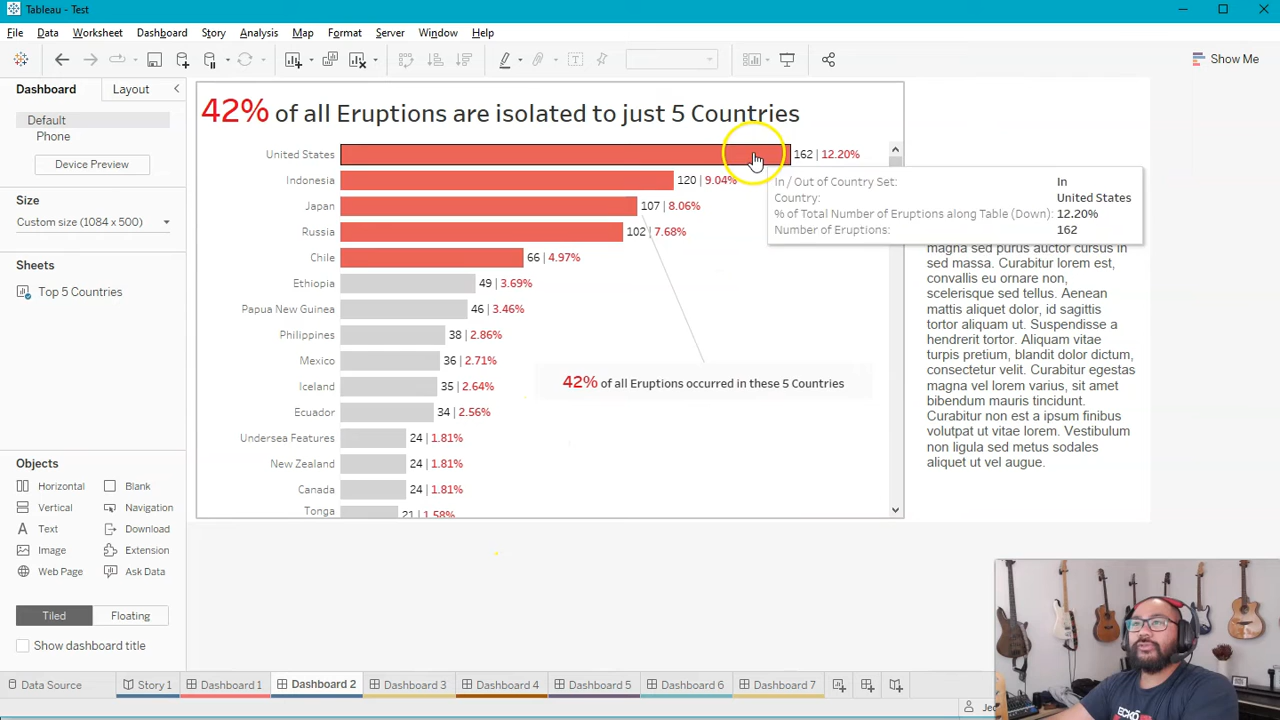 Tableau - Test
File Data Worksheet Dashboard Story Analysis Map Format Server Window Help
Show Me
Dashboard Layout
Default
Phone
Device Preview
Size
Custom size (1084 x 500)
Sheets
Top 5 Countries
Objects
Horizontal Blank
Vertical Navigation
Text Download
Image Extension
Web Page Ask Data
Tiled Floating
Show dashboard title
42% of all Eruptions are isolated to just 5 Countries
United States 162 | 12.20%
Indonesia 120 | 9.04%
Japan 107 | 8.06%
Russia 102 | 7.68%
Chile 66 | 4.97%
Ethiopia 49 | 3.69%
Papua New Guinea 46 | 3.46%
Philippines 38 | 2.86%
Mexico 36 | 2.71%
Iceland 35 | 2.64%
Ecuador 34 | 2.56%
Undersea Features 24 | 1.81%
New Zealand 24 | 1.81%
Canada 24 | 1.81%
Tonga 21 | 1.58%
42% of all Eruptions occurred in these 5 Countries
In / Out of Country Set: In
Country: United States
% of Total Number of Eruptions along Table (Down): 12.20%
Number of Eruptions: 162
magna sed purus auctor cursus in
sed massa. Curabitur lorem est,
convallis eu ornare non,
scelerisque sed tellus. Aenean
mattis aliquet dolor, id sagittis
tortor aliquam ut. Suspendisse a
hendrerit tortor. Aliquam vitae
turpis pretium, blandit dolor dictum,
consectetur velit. Curabitur egestas
magna vel lorem varius, sit amet
bibendum mauris tincidunt.
Curabitur non est a ipsum finibus
volutpat ut vitae lorem. Vestibulum
non ligula sed metus sodales
aliquet ut vel augue.
Data Source Story 1 Dashboard 1 Dashboard 2 Dashboard 3 Dashboard 4 Dashboard 5 Dashboard 6 Dashboard 7